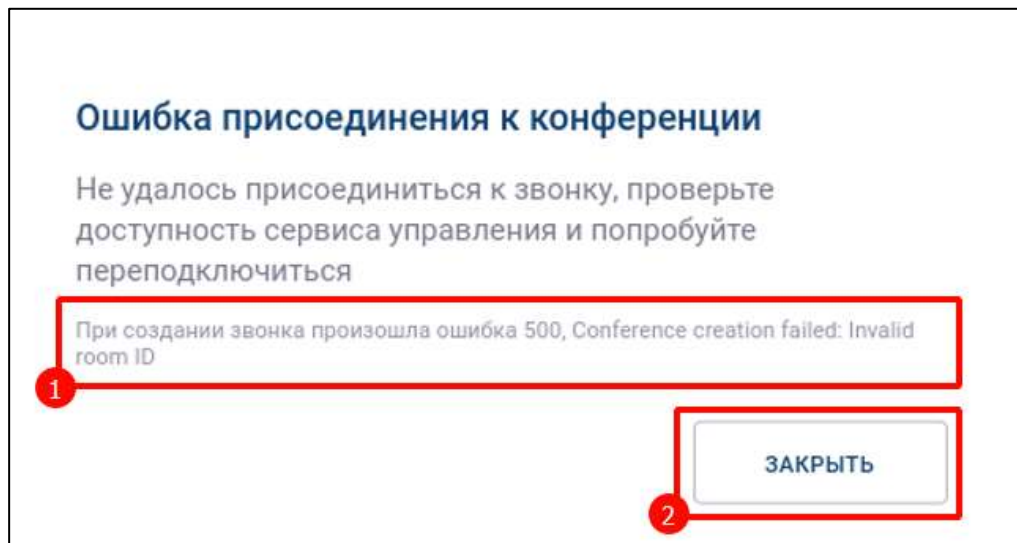 Ошибка присоединения к конференции
Не удалось присоединиться к звонку, проверьте
доступность сервиса управления и попробуйте
переподключиться
При создании звонка произошла ошибка 500, Conference creation failed: Invalid
room ID
1
ЗАКРЫТЬ
2